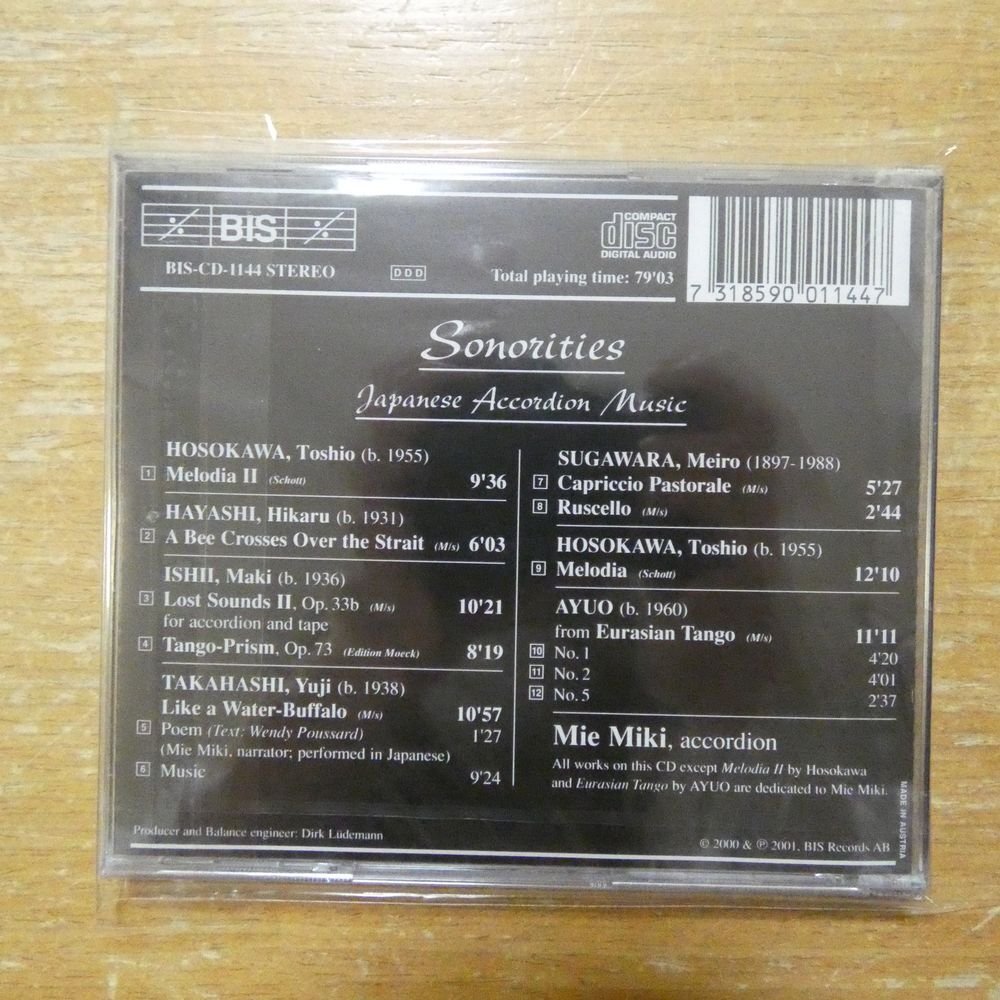 BIS
BIS-CD-1144 STEREO
DDD
Total playing time: 79'03
COMPACT
disc
DIGITAL AUDIO
7 318590 011447
Sonorities
Japanese Accordion Music
HOSOKAWA, Toshio (b. 1955)
1 Melodia II (Schott) 9'36
HAYASHI, Hikaru (b. 1931)
2 A Bee Crosses Over the Strait (M/s) 6'03
ISHII, Maki (b. 1936)
3 Lost Sounds II, Op. 33b (M/s) 10'21
for accordion and tape
4 Tango-Prism, Op. 73 (Edition Moeck) 8'19
TAKAHASHI, Yuji (b. 1938)
Like a Water-Buffalo (M/s) 10'57
5 Poem (Text: Wendy Poussard) 1'27
(Mie Miki, narrator; performed in Japanese)
6 Music 9'24
SUGAWARA, Meiro (1897-1988)
7 Capriccio Pastorale (M/s) 5'27
8 Ruscello (M/s) 2'44
HOSOKAWA, Toshio (b. 1955)
9 Melodia (Schott) 12'10
AYUO (b. 1960)
from Eurasian Tango (M/s) 11'11
10 No. 1 4'20
11 No. 2 4'01
12 No. 5 2'37
Mie Miki, accordion
All works on this CD except Melodia II by Hosokawa
and Eurasian Tango by AYUO are dedicated to Mie Miki.
MADE IN AUSTRIA
Producer and Balance engineer: Dirk Lüdemann
© 2000 & ℗ 2001, BIS Records AB